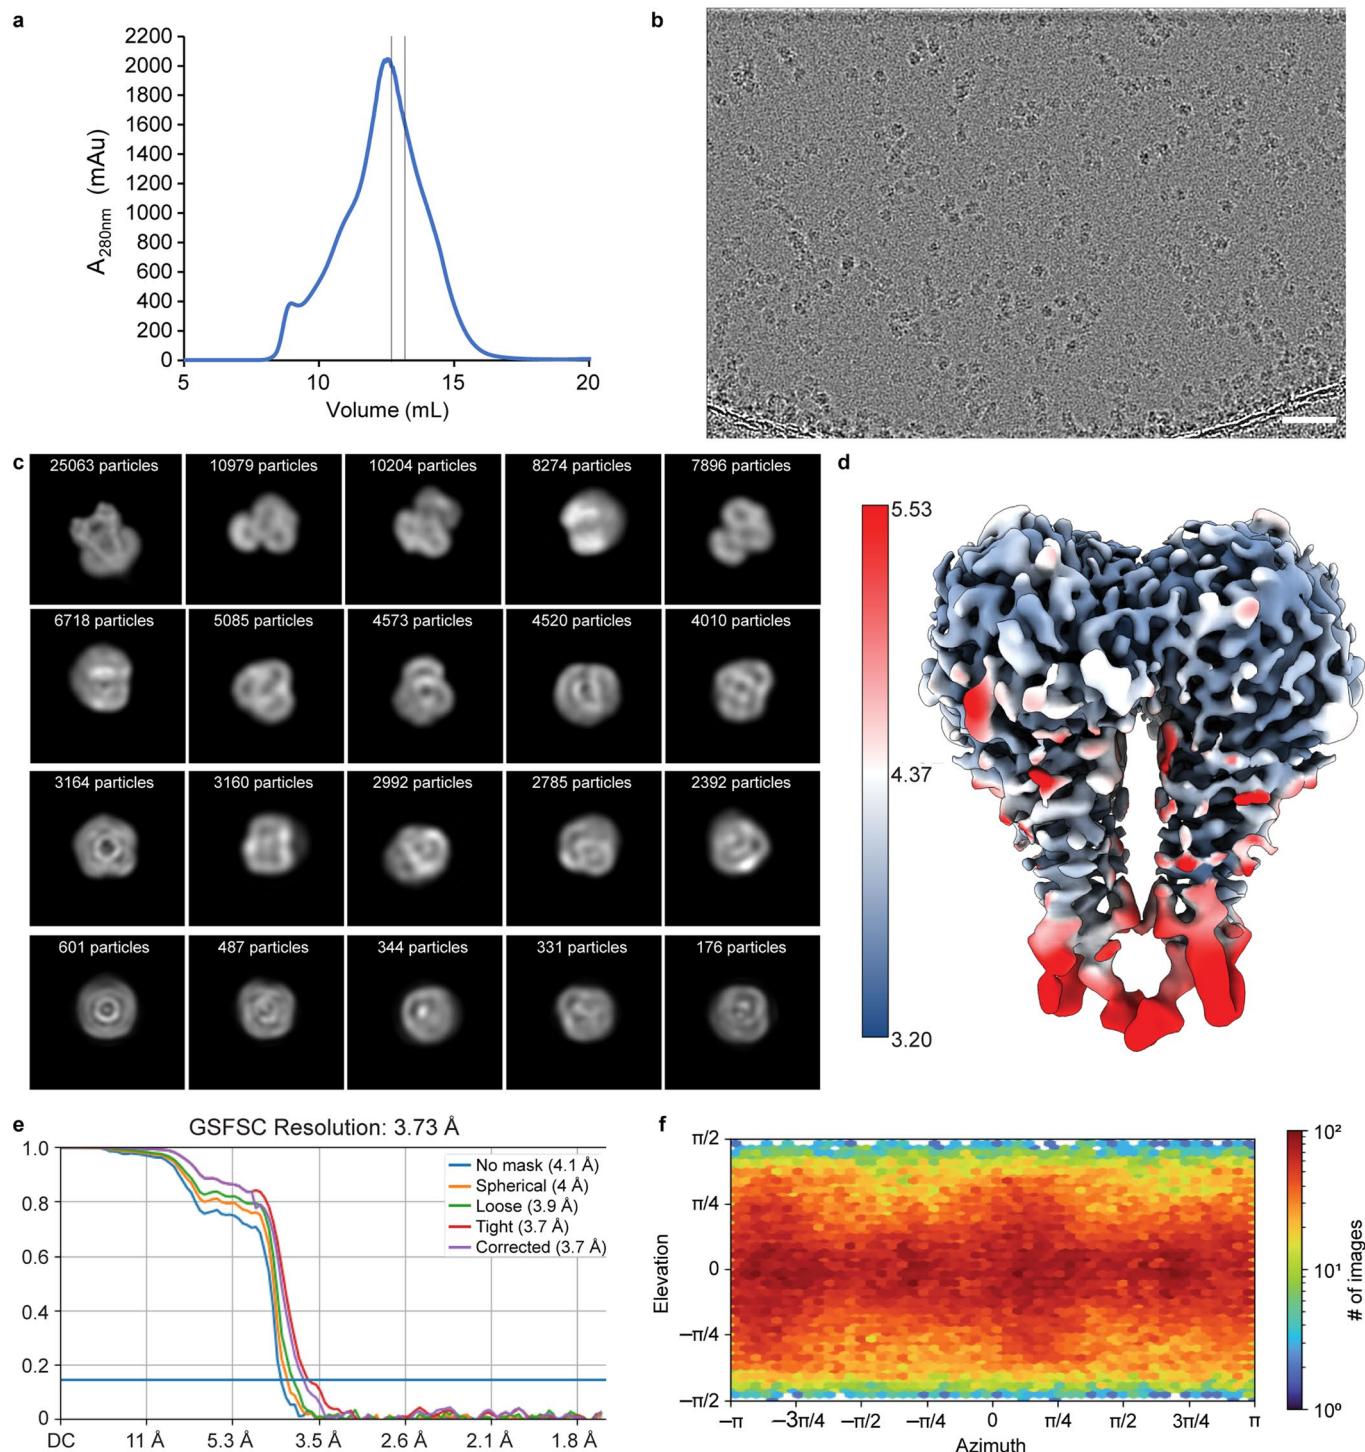 a
2200
2000
1800
1600
1400
1200
1000
800
600
400
200
0
A280nm (mAu)
5 10 15 20
Volume (mL)
b
c
25063 particles 10979 particles 10204 particles 8274 particles 7896 particles
6718 particles 5085 particles 4573 particles 4520 particles 4010 particles
3164 particles 3160 particles 2992 particles 2785 particles 2392 particles
601 particles 487 particles 344 particles 331 particles 176 particles
d
5.53
4.37
3.20
e
GSFSC Resolution: 3.73 Å
1.0
0.8
0.6
0.4
0.2
0
No mask (4.1 Å)
Spherical (4 Å)
Loose (3.9 Å)
Tight (3.7 Å)
Corrected (3.7 Å)
DC 11 Å 5.3 Å 3.5 Å 2.6 Å 2.1 Å 1.8 Å
f
π/2
π/4
0
−π/4
−π/2
Elevation
−π −3π/4 −π/2 −π/4 0 π/4 π/2 3π/4 π
Azimuth
10²
10¹
10⁰
# of images